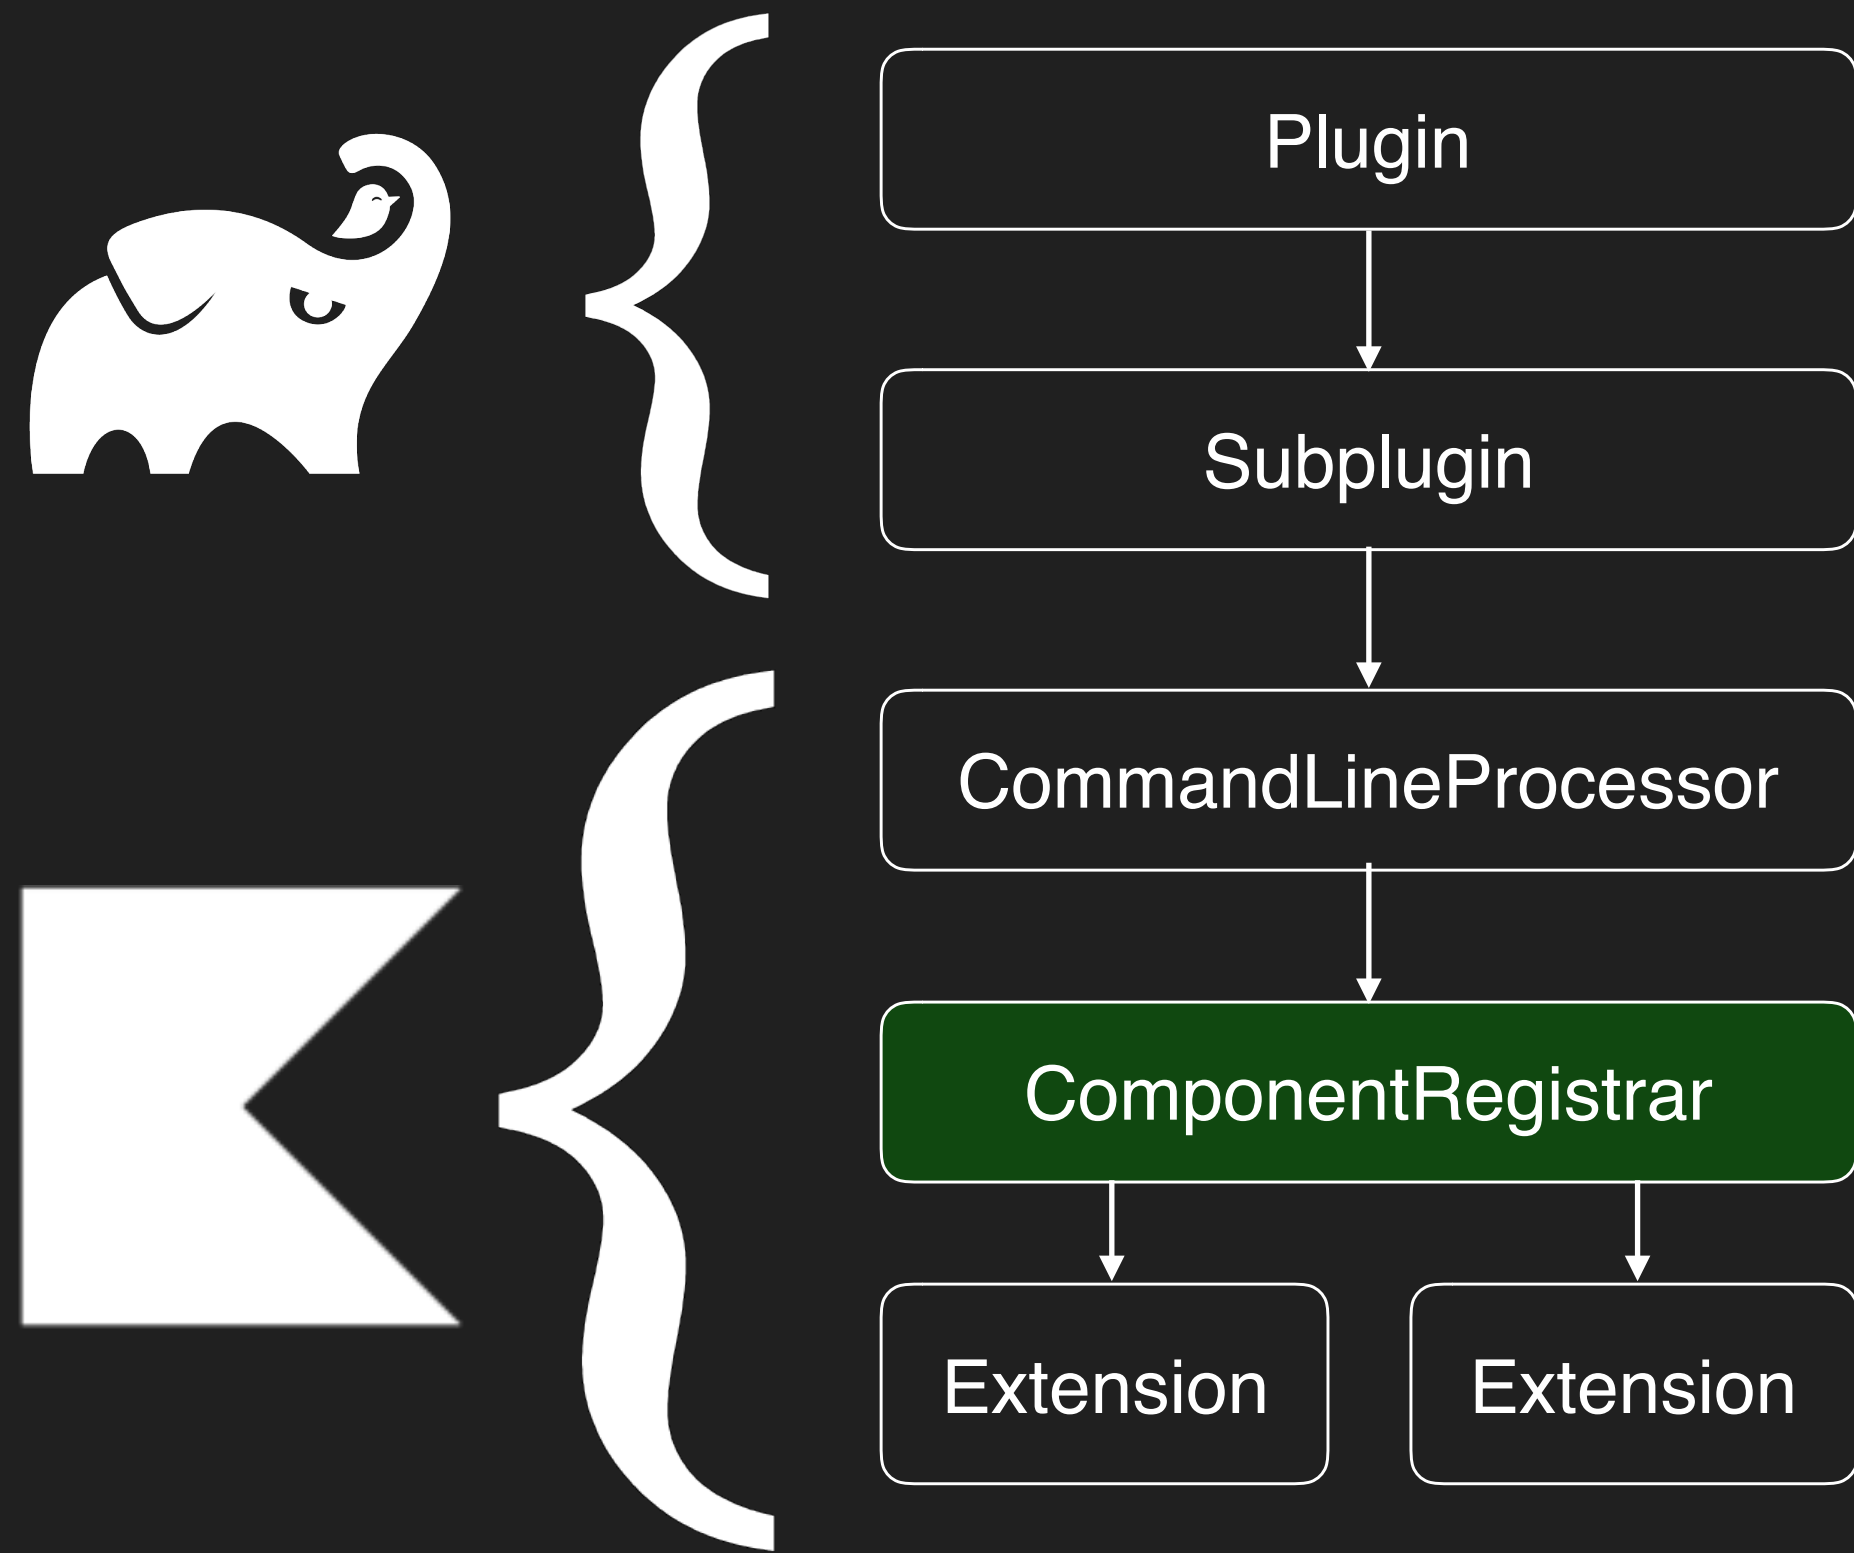 Plugin
Subplugin
CommandLineProcessor
ComponentRegistrar
Extension
Extension